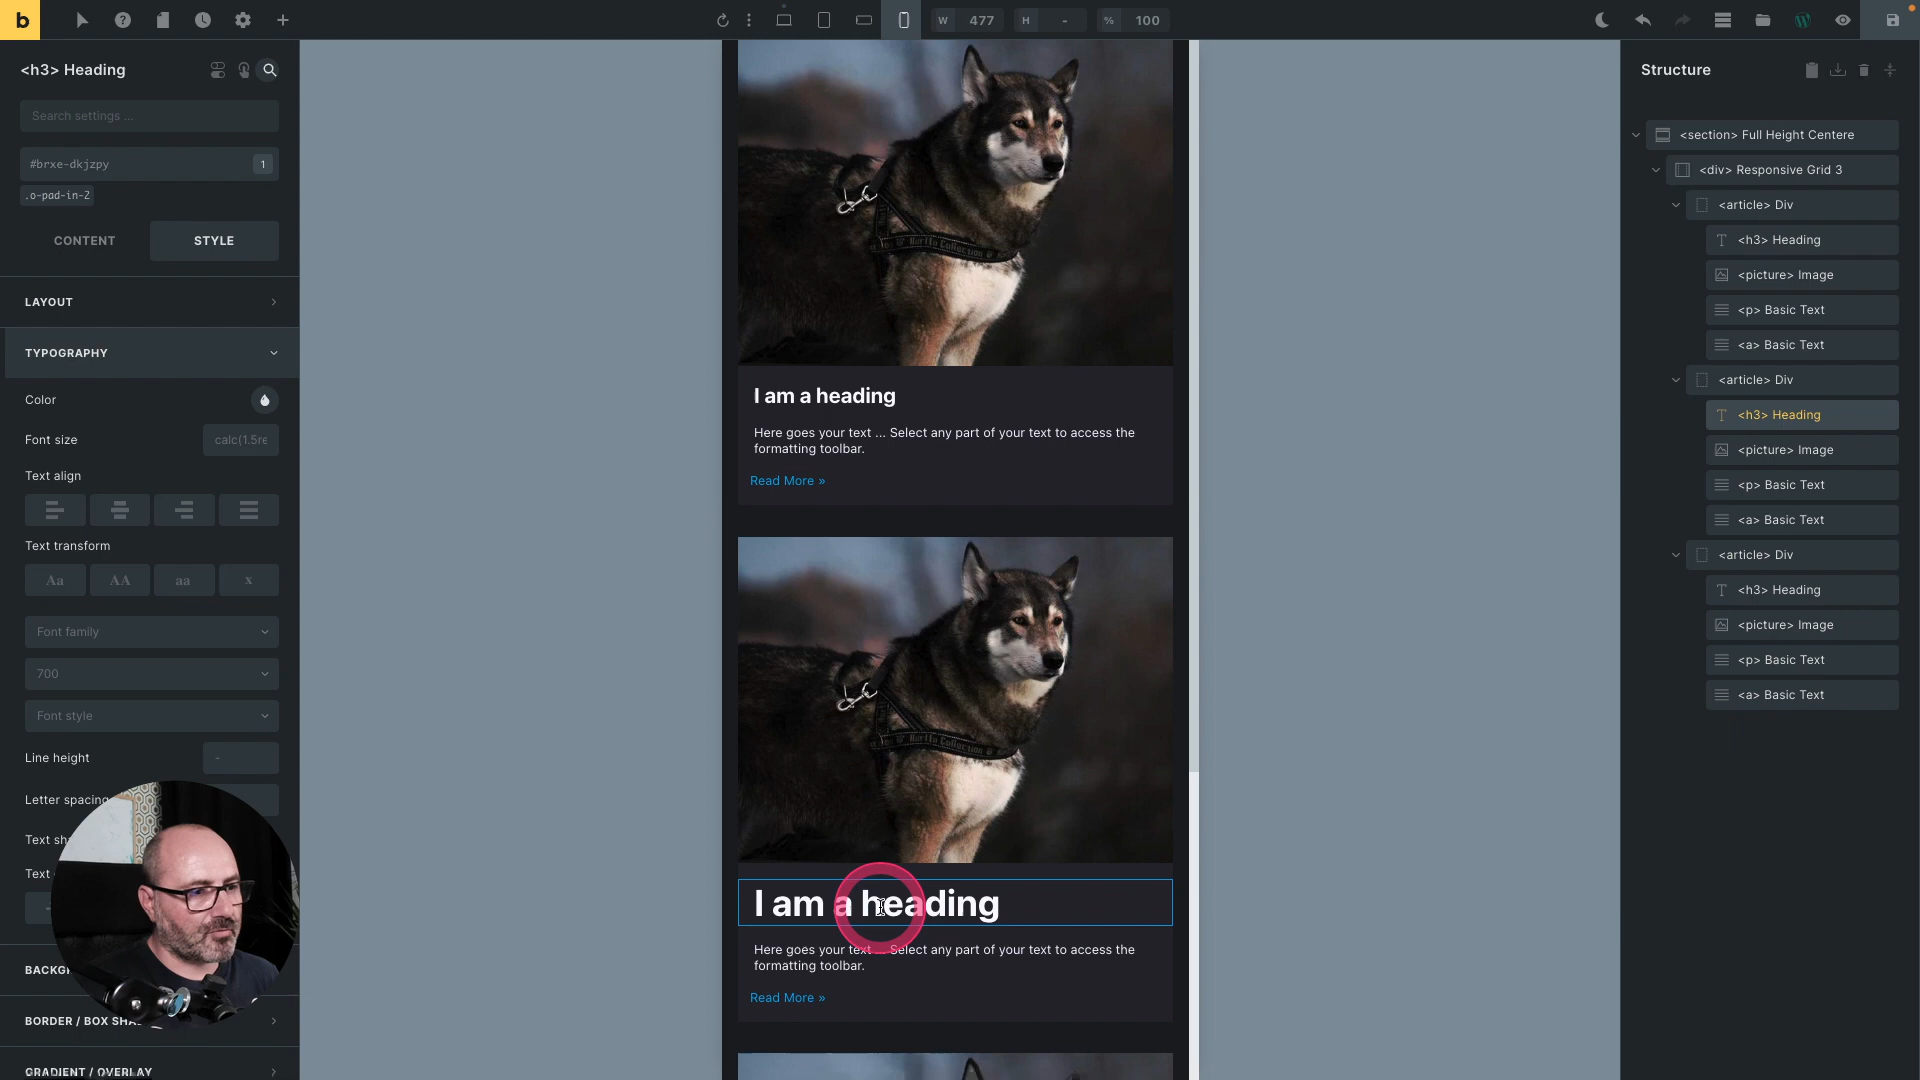 b
W 477 H - % 100
<h3> Heading
Search settings ...
#brxe-dkjzpy 1
.o-pad-in-2
CONTENT STYLE
LAYOUT
TYPOGRAPHY
Color
Font size calc(1.5re
Text align
Text transform
Aa AA aa x
Font family
700
Font style
Line height -
Letter spacing
Text sh
Text
BACKG
BORDER / BOX SHA
GRADIENT / OVERLAY
I am a heading
Here goes your text ... Select any part of your text to access the
formatting toolbar.
Read More »
I am a heading
Here goes your text ... Select any part of your text to access the
formatting toolbar.
Read More »
Structure
<section> Full Height Centere
<div> Responsive Grid 3
<article> Div
<h3> Heading
<picture> Image
<p> Basic Text
<a> Basic Text
<article> Div
<h3> Heading
<picture> Image
<p> Basic Text
<a> Basic Text
<article> Div
<h3> Heading
<picture> Image
<p> Basic Text
<a> Basic Text